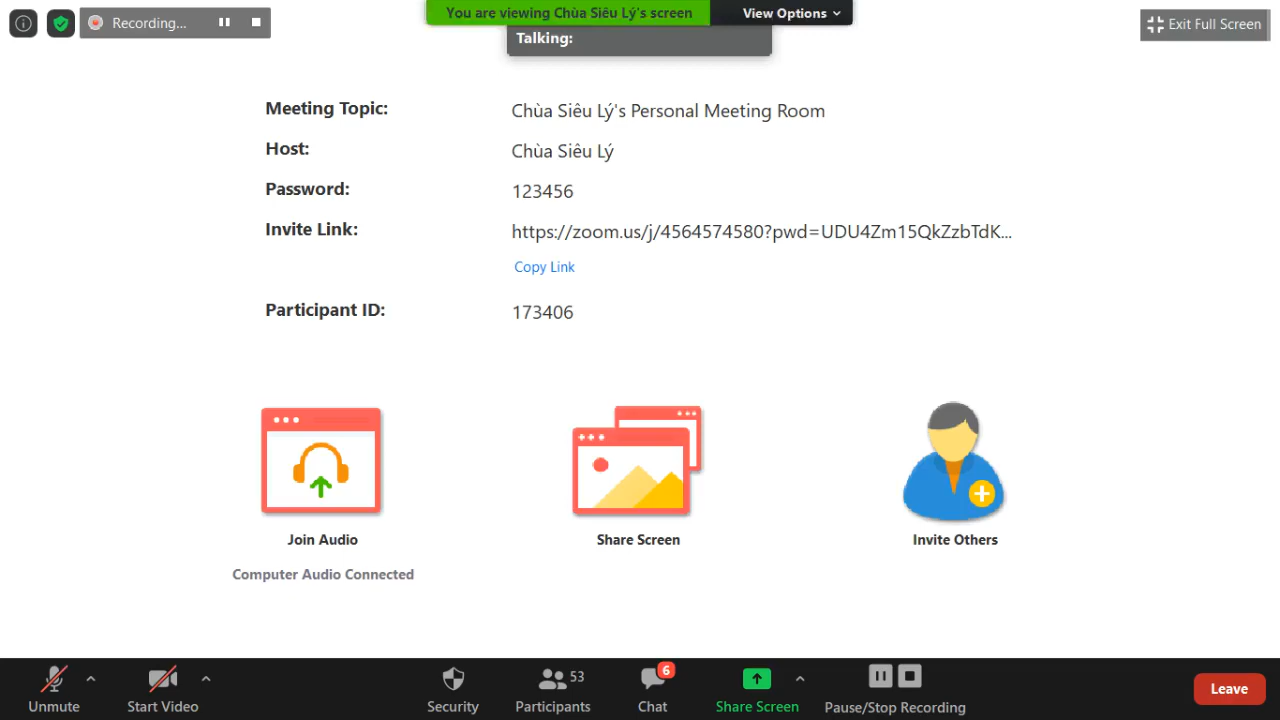 Recording...
You are viewing Chùa Siêu Lý's screen
View Options
Talking:
Exit Full Screen
Meeting Topic: Chùa Siêu Lý's Personal Meeting Room
Host: Chùa Siêu Lý
Password: 123456
Invite Link: https://zoom.us/j/4564574580?pwd=UDU4Zm15QkZzbTdK...
Copy Link
Participant ID: 173406
Join Audio
Share Screen
Invite Others
Computer Audio Connected
Unmute
Start Video
Security
Participants 53
Chat 6
Share Screen
Pause/Stop Recording
Leave